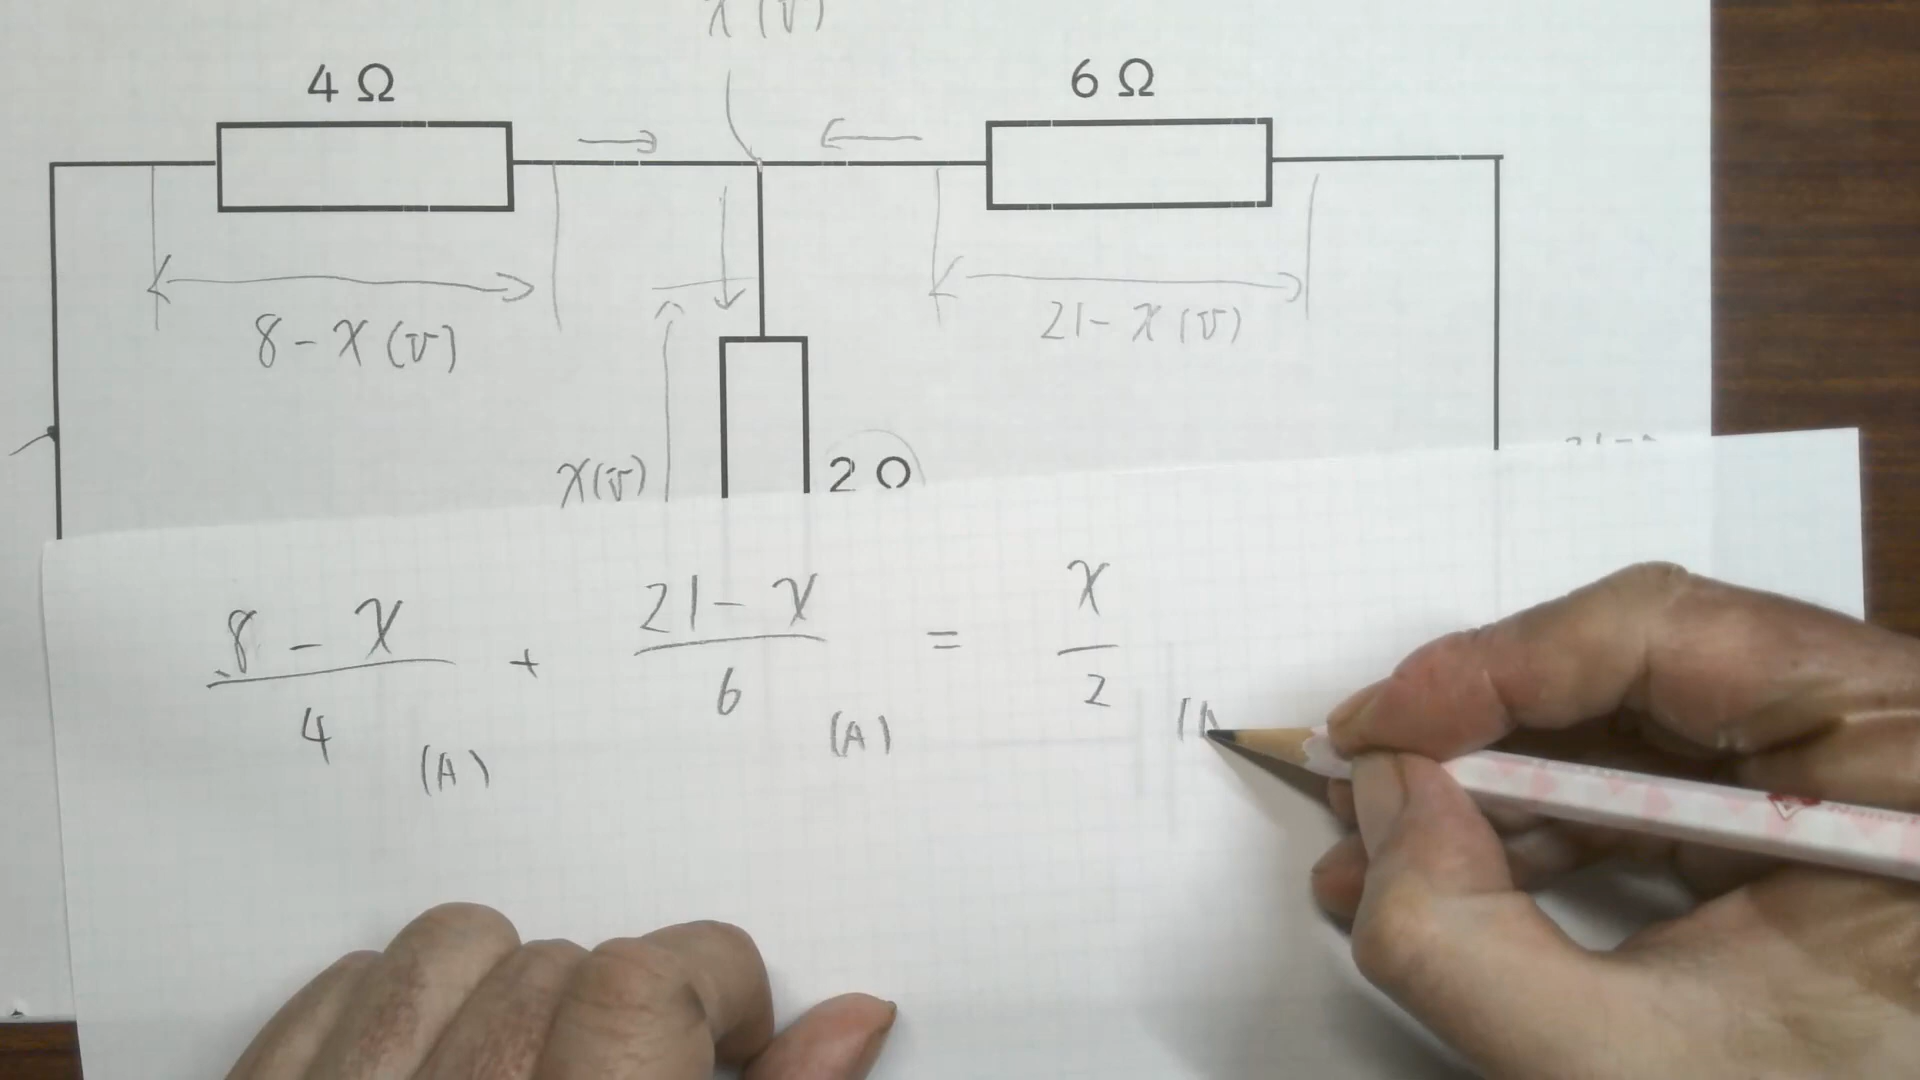 x (v)
4 Ω
6 Ω
8 - x (v)
21 - x (v)
x (v)
2 Ω
8 - x / 4 (A) + 21 - x / 6 (A) = x / 2 (A